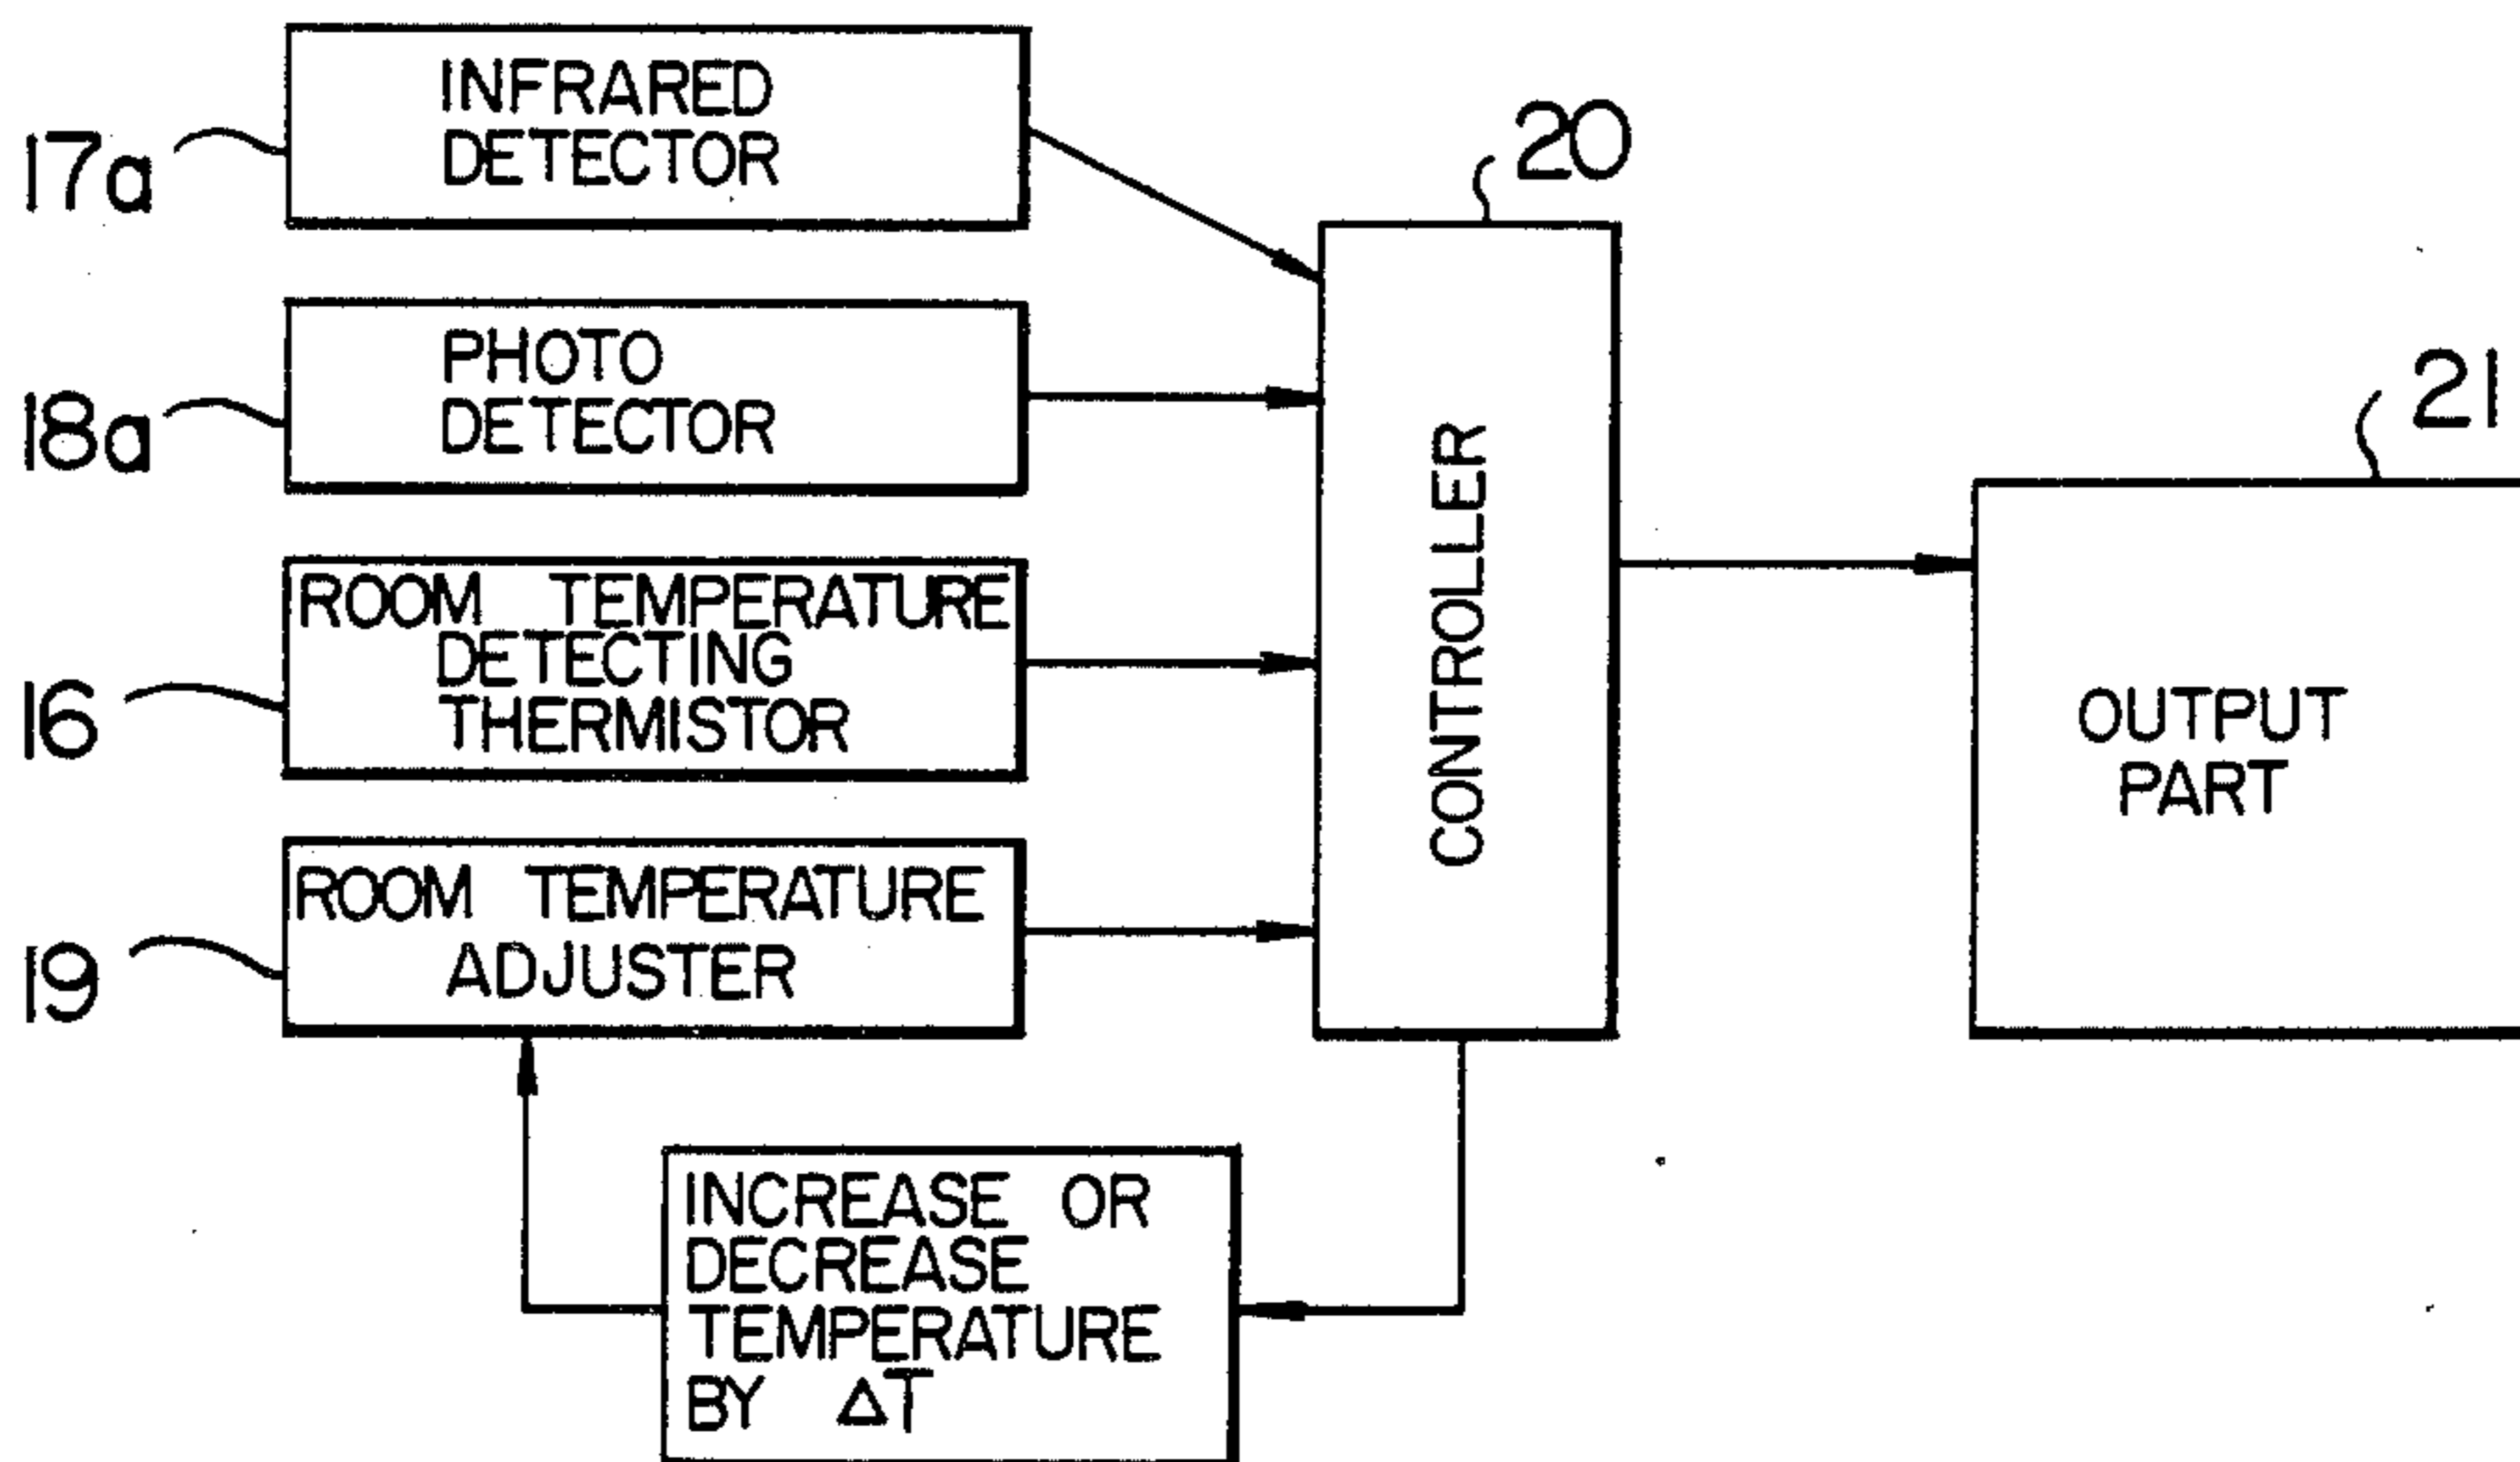 INFRARED
DETECTOR
17a
20
PHOTO
DETECTOR
18a
21
ROOM TEMPERATURE
DETECTING
THERMISTOR
16
CONTROLLER
OUTPUT
PART
ROOM TEMPERATURE
ADJUSTER
19
INCREASE OR
DECREASE
TEMPERATURE
BY ΔT